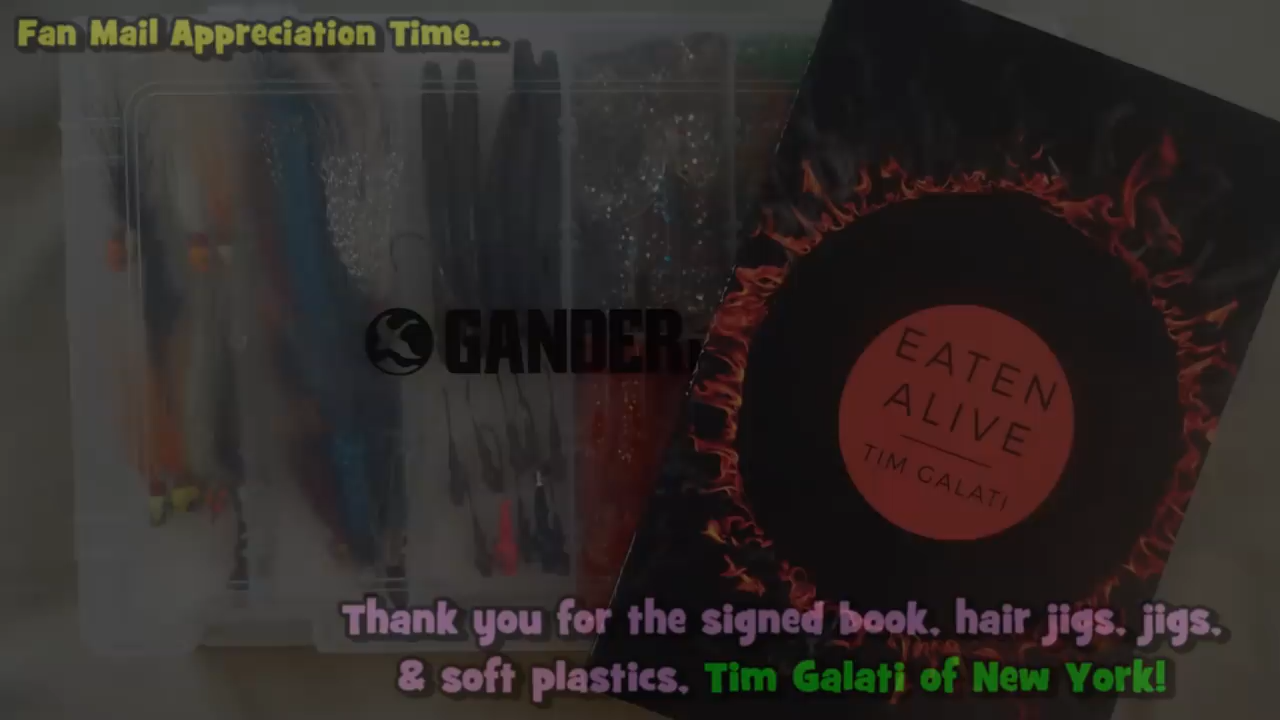 Fan Mail Appreciation Time...
GANDER
EATEN
ALIVE
TIM GALATI
Thank you for the signed book, hair jigs, jigs,
& soft plastics, Tim Galati of New York!